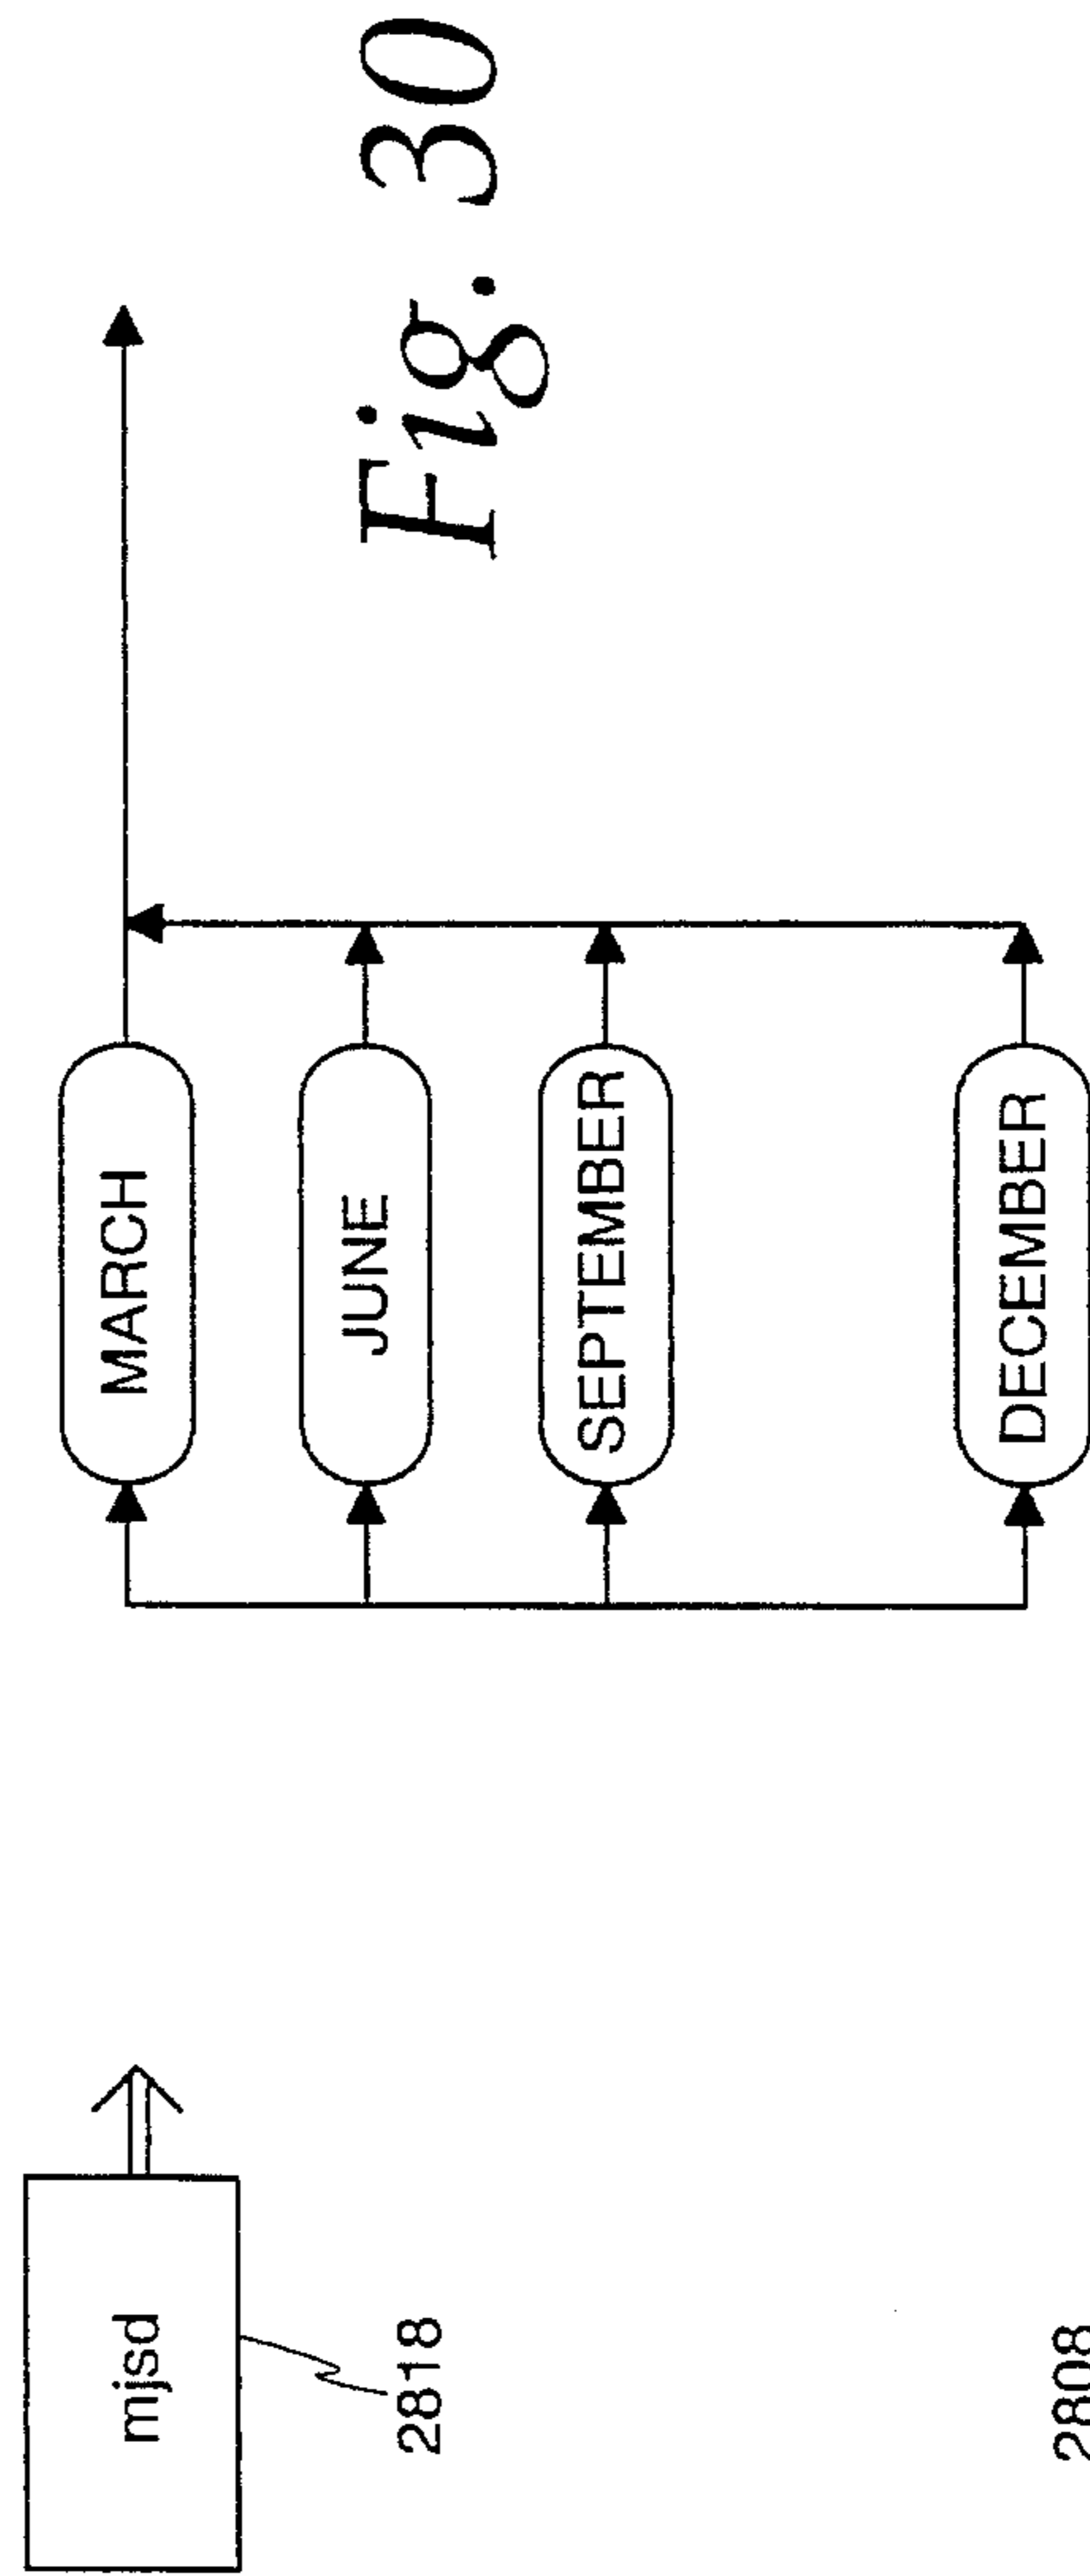 mjsd
2818
MARCH
JUNE
SEPTEMBER
DECEMBER
Fig. 30
2808